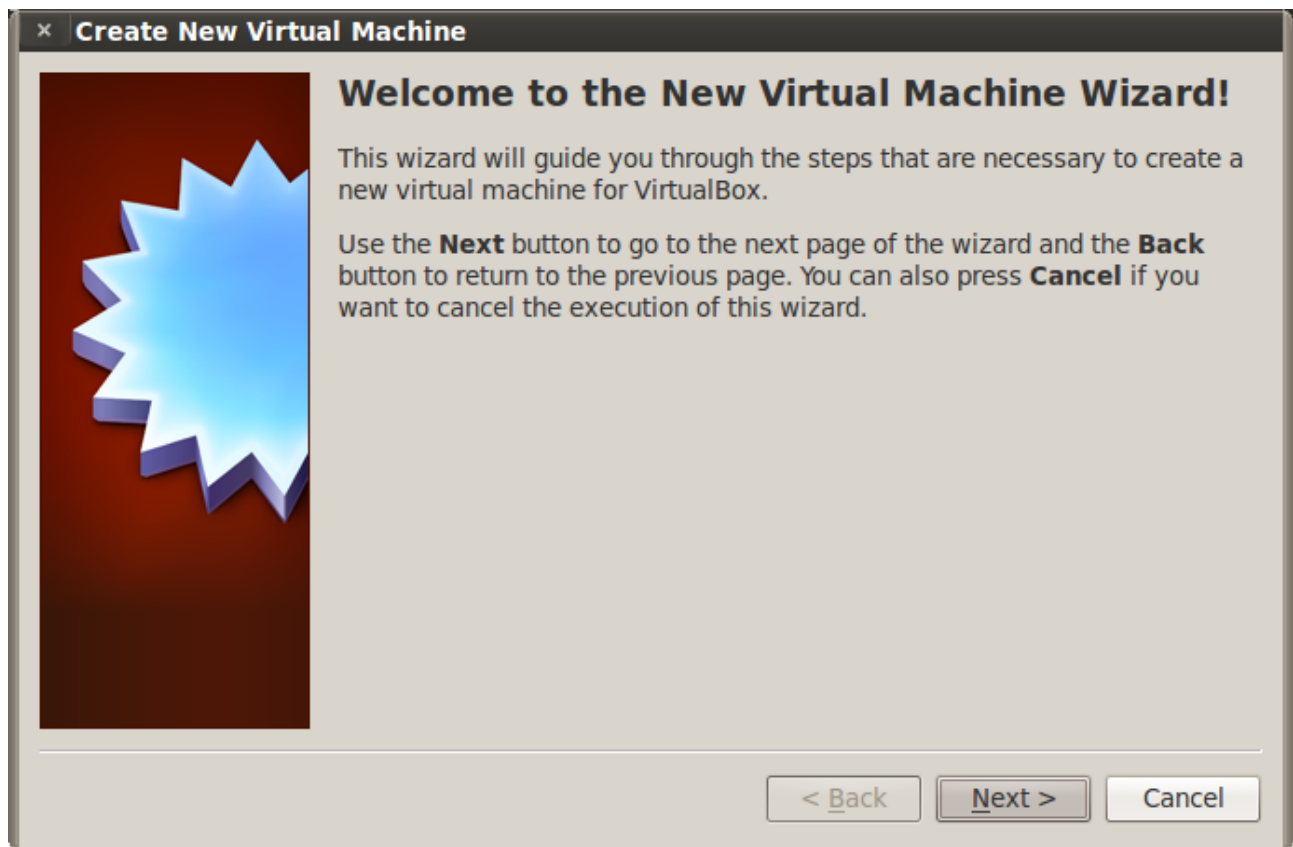 × Create New Virtual Machine
Welcome to the New Virtual Machine Wizard!
This wizard will guide you through the steps that are necessary to create a
new virtual machine for VirtualBox.
Use the Next button to go to the next page of the wizard and the Back
button to return to the previous page. You can also press Cancel if you
want to cancel the execution of this wizard.
< Back Next > Cancel